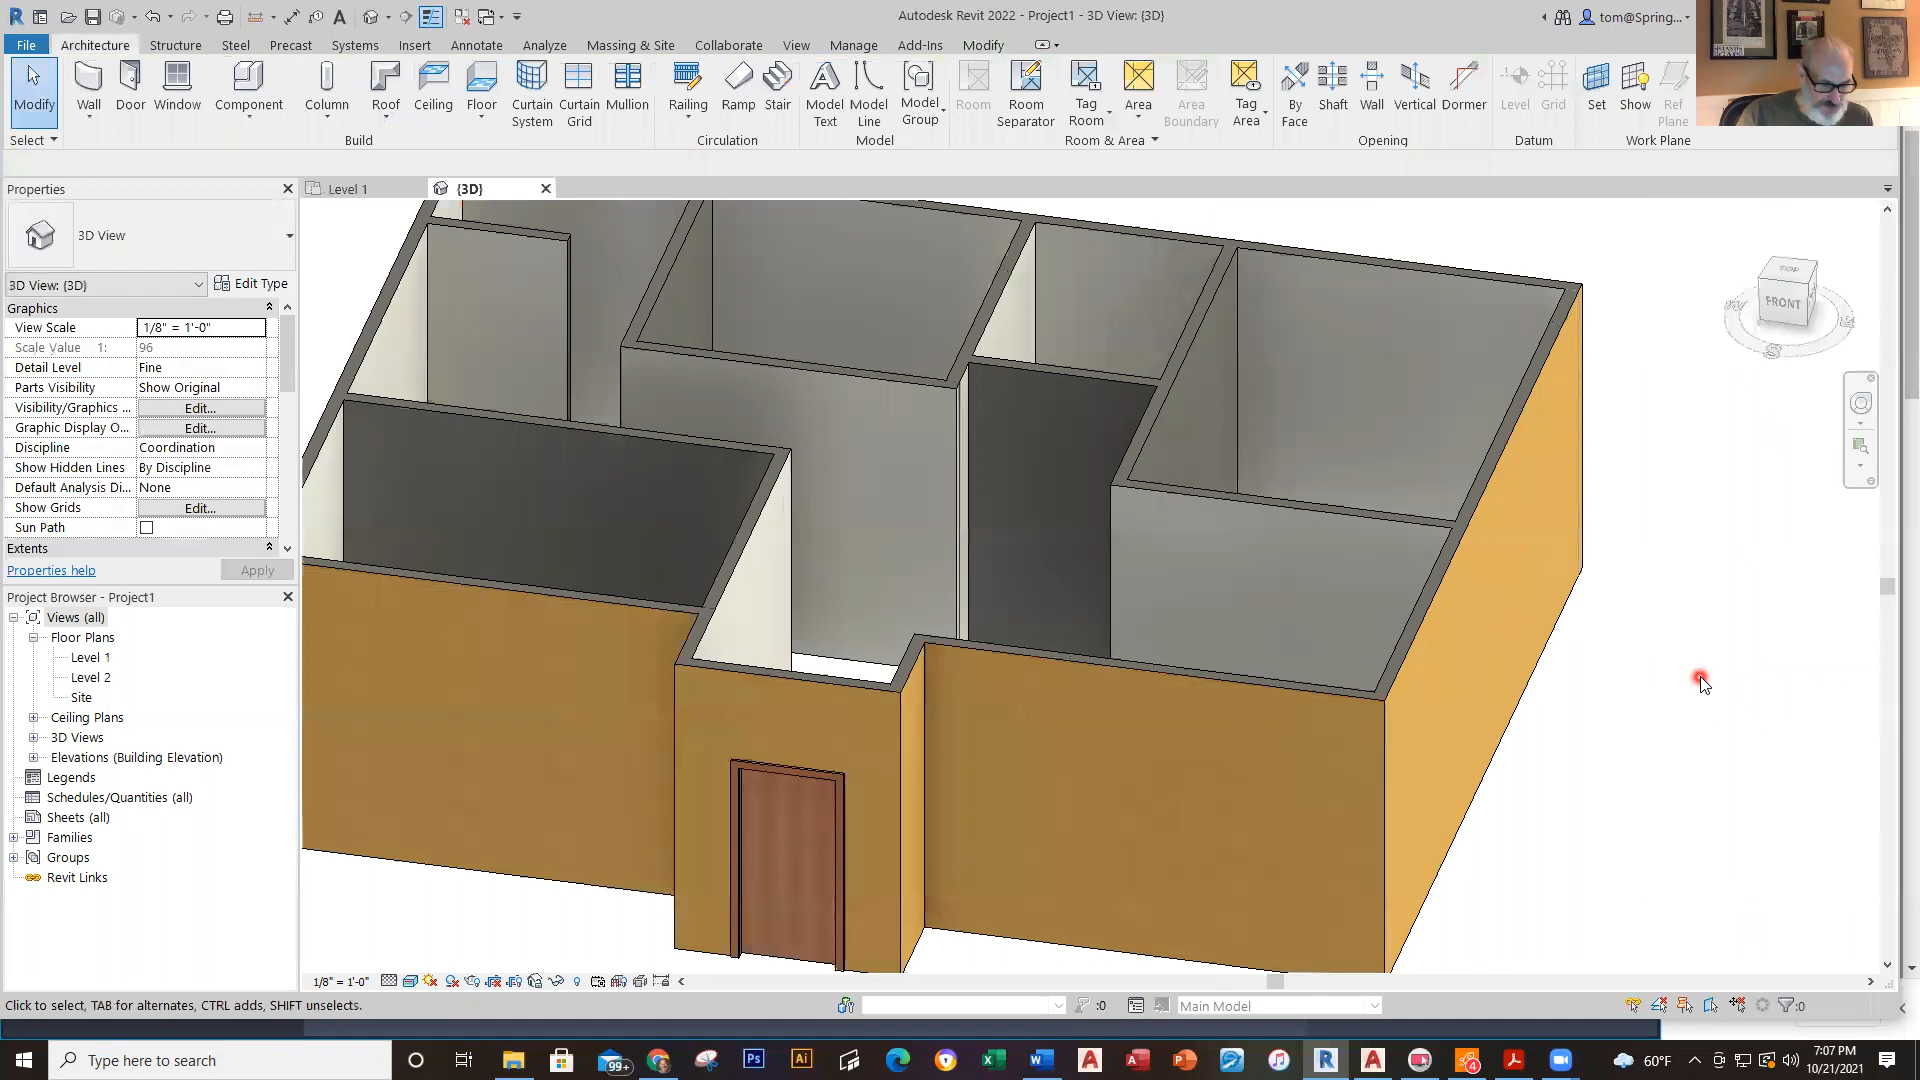 Autodesk Revit 2022 - Project1 - 3D View: {3D}
tom@Spring...
File Architecture Structure Steel Precast Systems Insert Annotate Analyze Massing & Site Collaborate View Manage Add-Ins Modify
Modify Wall Door Window Component Column Roof Ceiling Floor Curtain System Curtain Grid Mullion Railing Ramp Stair Model Text Model Line Model Group Room Room Separator Tag Room Area Area Boundary Tag Area By Face Shaft Wall Vertical Dormer Level Grid Set Show Ref Plane
Select Build Circulation Model Room & Area Opening Datum Work Plane
Properties
Level 1
{3D}
3D View
3D View: {3D}
Edit Type
Graphics
View Scale 1/8" = 1'-0"
Scale Value 1: 96
Detail Level Fine
Parts Visibility Show Original
Visibility/Graphics ... Edit...
Graphic Display O... Edit...
Discipline Coordination
Show Hidden Lines By Discipline
Default Analysis Di... None
Show Grids Edit...
Sun Path
Extents
Properties help Apply
Project Browser - Project1
Views (all)
Floor Plans
Level 1
Level 2
Site
Ceiling Plans
3D Views
Elevations (Building Elevation)
Legends
Schedules/Quantities (all)
Sheets (all)
Families
Groups
Revit Links
TOP
FRONT
W
S
E
1/8" = 1'-0"
Click to select, TAB for alternates, CTRL adds, SHIFT unselects.
:0
Main Model
:0
Type here to search
99+
Ps
Ai
4
60°F
7:07 PM
10/21/2021